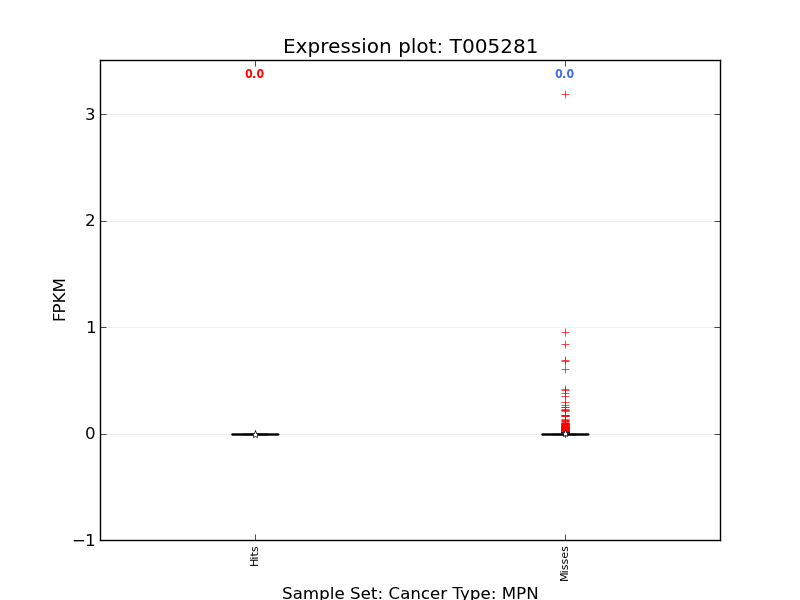 Expression plot: T005281
0.0
0.0
3
2
1
0
−1
FPKM
Hits
Misses
Sample Set: Cancer Type: MPN